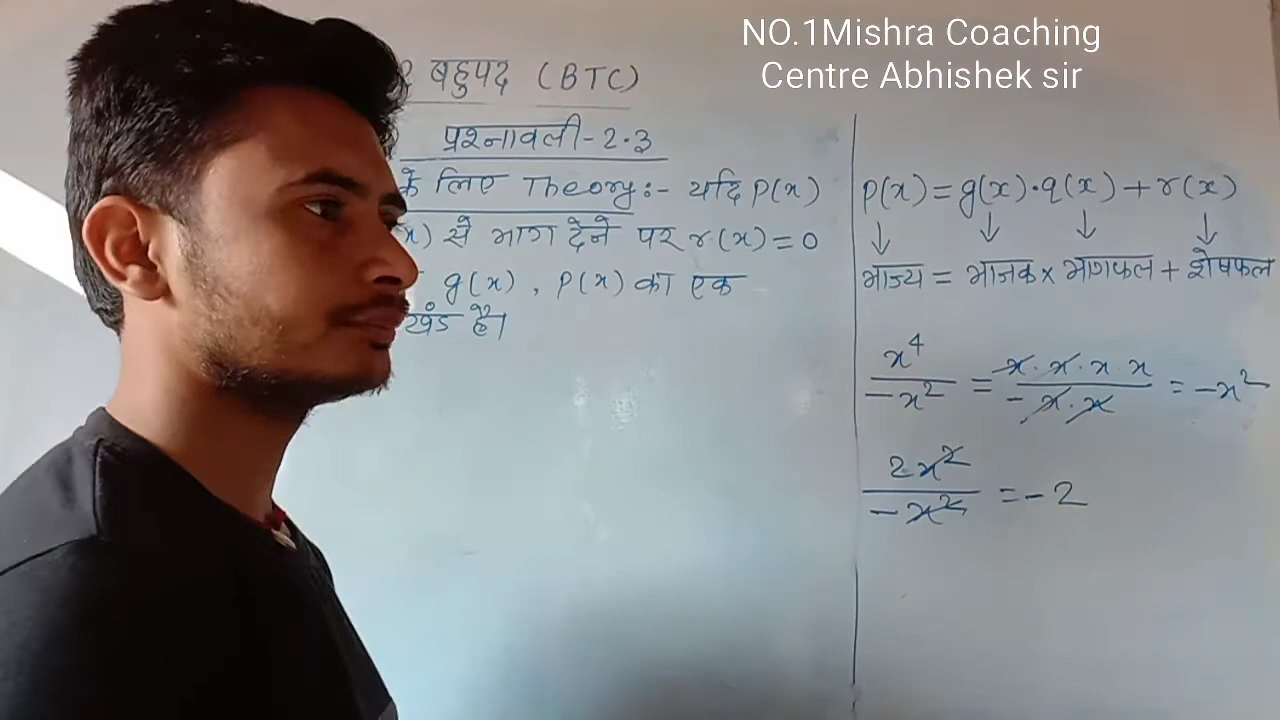 NO.1Mishra Coaching
Centre Abhishek sir
बहुपद (BTC)
प्रश्नावली-2.3
के लिए Theory:- यदि P(x)
x) से भाग देने पर r(x)=0
g(x), P(x) का एक
खंड है।
p(x)=g(x)·q(x)+r(x)
↓ ↓ ↓ ↓
भाज्य = भाजक× भागफल + शेषफल
x⁴/-x² = x·x·x·x/-x·x = -x²
2x²/-x² = -2